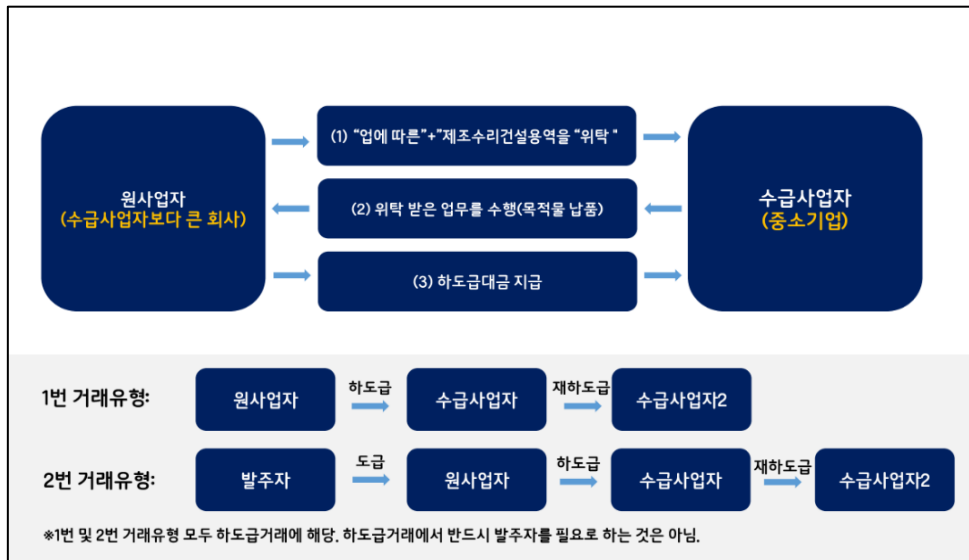 원사업자
(수급사업자보다 큰 회사)
(1) “업에 따른”+”제조수리건설용역을 “위탁 "
(2) 위탁 받은 업무를 수행(목적물 납품)
(3) 하도급대금 지급
수급사업자
(중소기업)
1번 거래유형:
원사업자
하도급
수급사업자
재하도급
수급사업자2
2번 거래유형:
발주자
도급
원사업자
하도급
수급사업자
재하도급
수급사업자2
※1번 및 2번 거래유형 모두 하도급거래에 해당. 하도급거래에서 반드시 발주자를 필요로 하는 것은 아님.